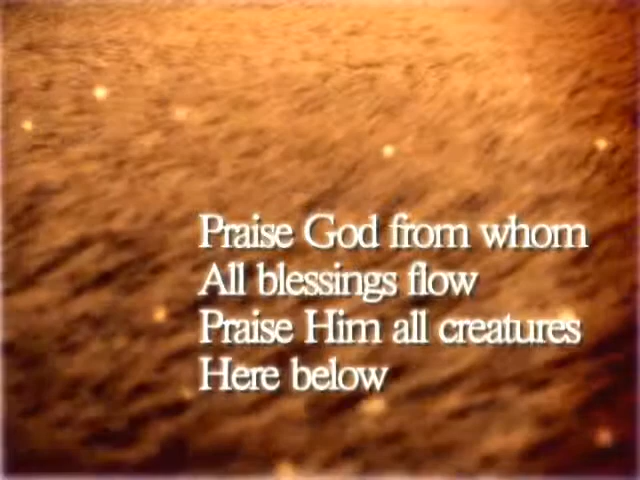 Praise God from whom
All blessings flow
Praise Him all creatures
Here below